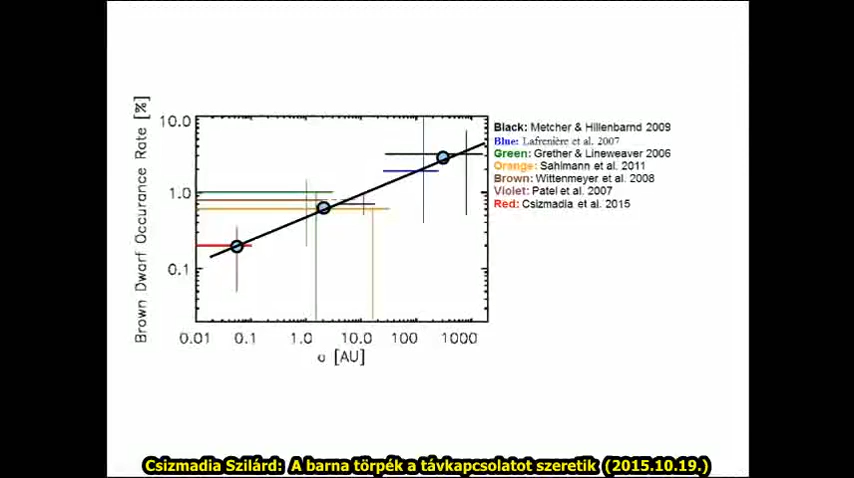 Brown Dwarf Occurance Rate [%]
10.0
1.0
0.1
0.01 0.1 1.0 10.0 100 1000
a [AU]
Black: Metcher & Hillenbarnd 2009
Blue: Lafrenière et al. 2007
Green: Grether & Lineweaver 2006
Orange: Sahlmann et al. 2011
Brown: Wittenmeyer et al. 2008
Violet: Patel et al. 2007
Red: Csizmadia et al. 2015
Csizmadia Szilárd: A barna törpék a távkapcsolatot szeretik (2015.10.19.)